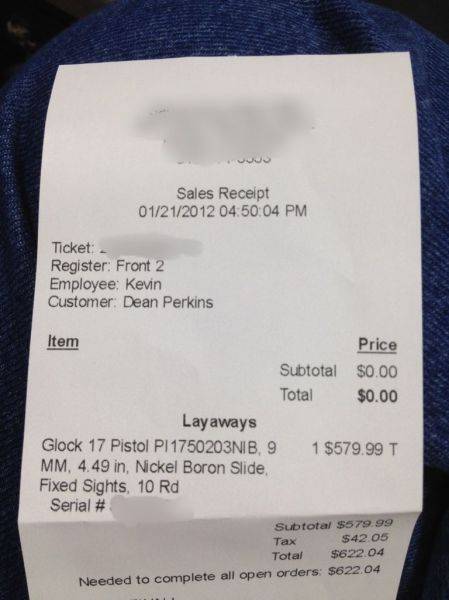 Sales Receipt
01/21/2012 04:50:04 PM
Ticket:
Register: Front 2
Employee: Kevin
Customer: Dean Perkins
Item Price
Subtotal $0.00
Total $0.00
Layaways
Glock 17 Pistol PI1750203NIB, 9 1 $579.99 T
MM, 4.49 in, Nickel Boron Slide,
Fixed Sights, 10 Rd
Serial #
Subtotal $579.99
Tax $42.05
Total $622.04
Needed to complete all open orders: $622.04